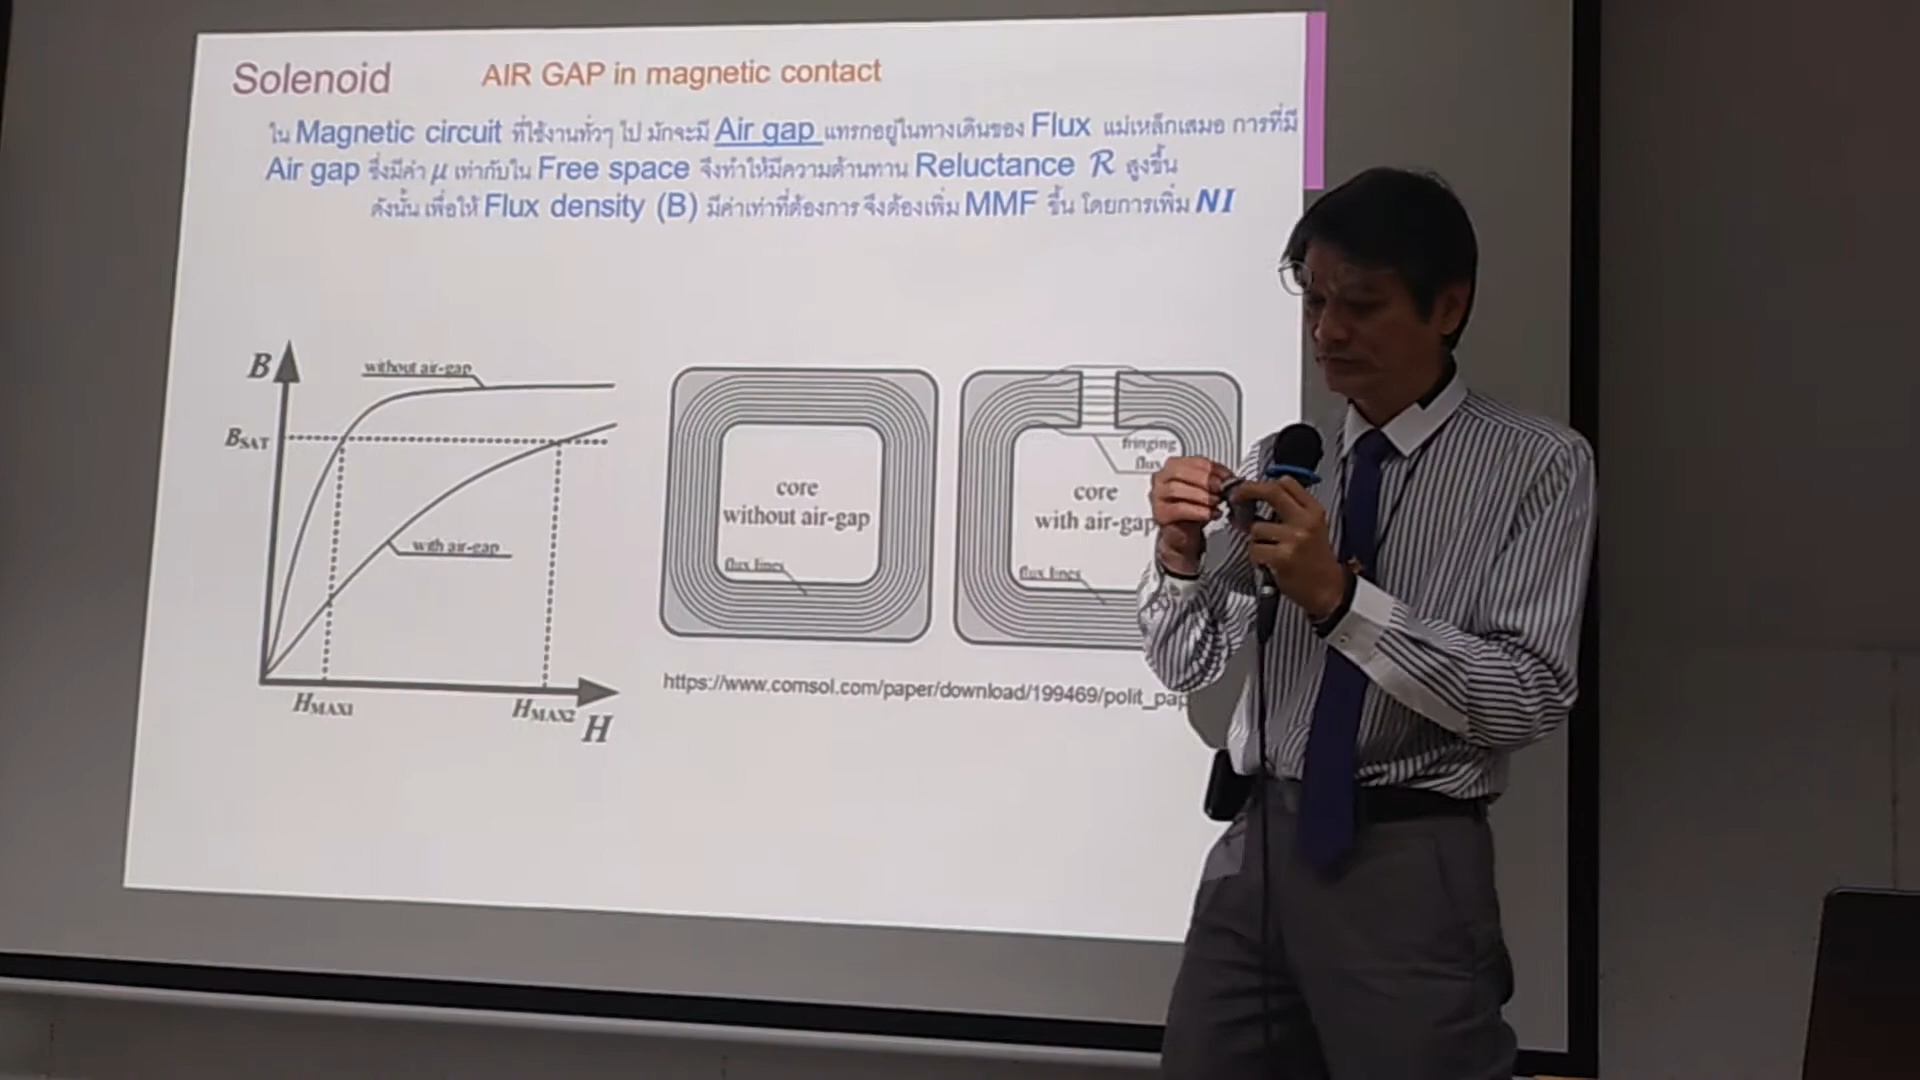 Solenoid
AIR GAP in magnetic contact
ใน Magnetic circuit ที่ใช้งานทั่วๆ ไป มักจะมี Air gap แทรกอยู่ในทางเดินของ Flux แม่เหล็กเสมอ การที่มี
Air gap ซึ่งมีค่า μ เท่ากับใน Free space จึงทำให้มีความต้านทาน Reluctance ℛ สูงขึ้น
ดังนั้น เพื่อให้ Flux density (B) มีค่าเท่าที่ต้องการ จึงต้องเพิ่ม MMF ขึ้น โดยการเพิ่ม NI
B
without air-gap
BSAT
with air-gap
HMAX1
HMAX2
H
core
without air-gap
flux lines
fringing
flux
core
with air-gap
flux lines
https://www.comsol.com/paper/download/199469/polit_pap